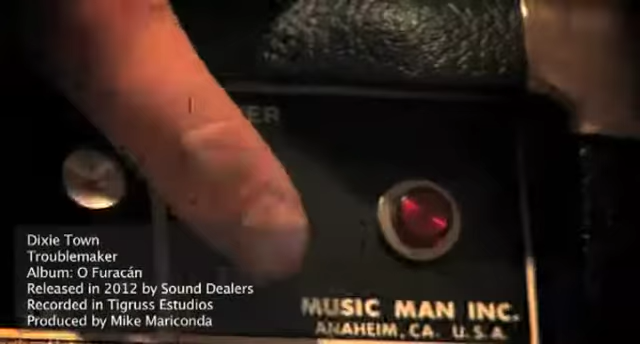 Dixie Town
Troublemaker
Album: O Furacán
Released in 2012 by Sound Dealers
Recorded in Tigruss Estudios
Produced by Mike Mariconda
MUSIC MAN INC.
ANAHEIM, CA. U.S.A.